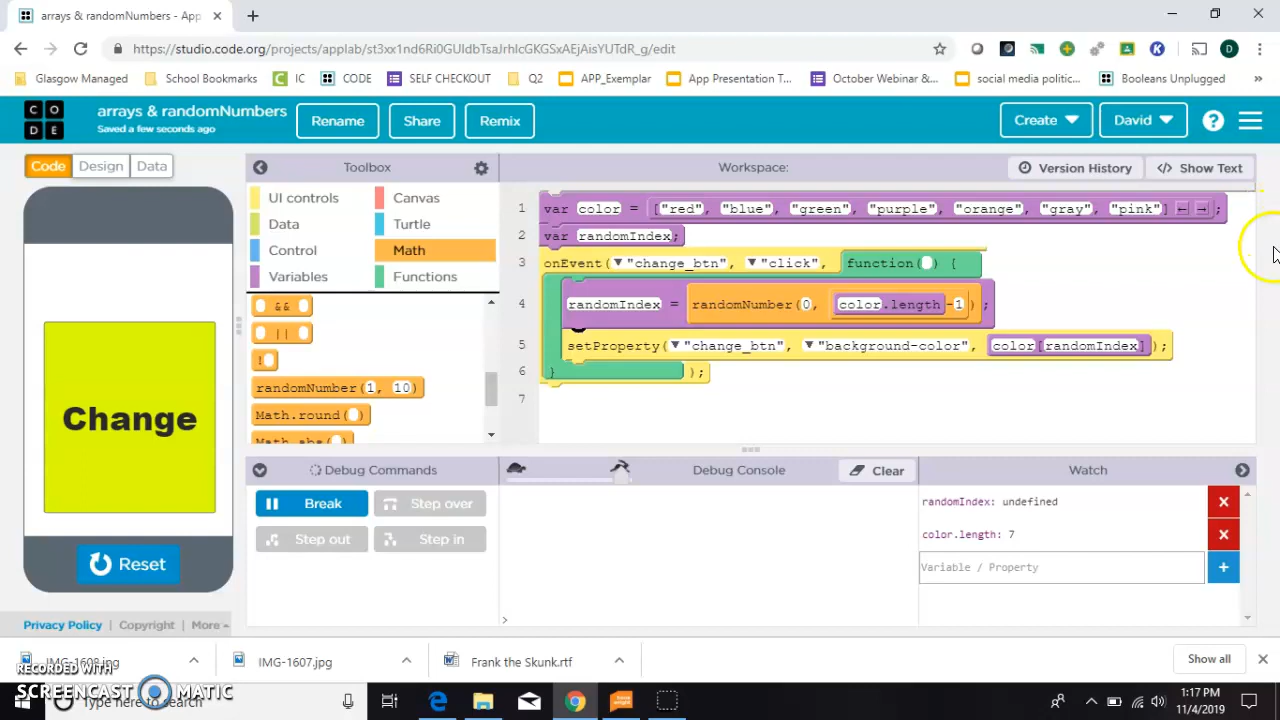 arrays & randomNumbers - App
https://studio.code.org/projects/applab/st3xx1nd6Ri0GUIdbTsaJrhIcGKGSxAEjAisYUTdR_g/edit
Glasgow Managed School Bookmarks IC CODE SELF CHECKOUT Q2 APP_Exemplar App Presentation T... October Webinar &... social media politic... Booleans Unplugged »
C O D E
arrays & randomNumbers
Saved a few seconds ago
Rename Share Remix Create David ?
Code Design Data
Toolbox
Workspace:
Version History
</> Show Text
UI controls Canvas
Data Turtle
Control Math
Variables Functions
&&
||
!
randomNumber(1, 10)
Math.round( )
Math.abs( )
1 var color = ["red", "blue", "green", "purple", "orange", "gray", "pink"] ← → ;
2 var randomIndex;
3 onEvent(▼"change_btn", ▼"click", function( ) {
4 randomIndex = randomNumber(0, color.length-1);
5 setProperty(▼"change_btn", ▼"background-color", color[randomIndex]);
6 } );
7
Change
Reset
Privacy Policy | Copyright | More
Debug Commands
Debug Console
Clear
Watch
Break Step over
Step out Step in
randomIndex: undefined
color.length: 7
Variable / Property
>
IMG-1608.jpg IMG-1607.jpg Frank the Skunk.rtf Show all
RECORDED WITH
SCREENCAST MATIC
Type here to search
1:17 PM
11/4/2019